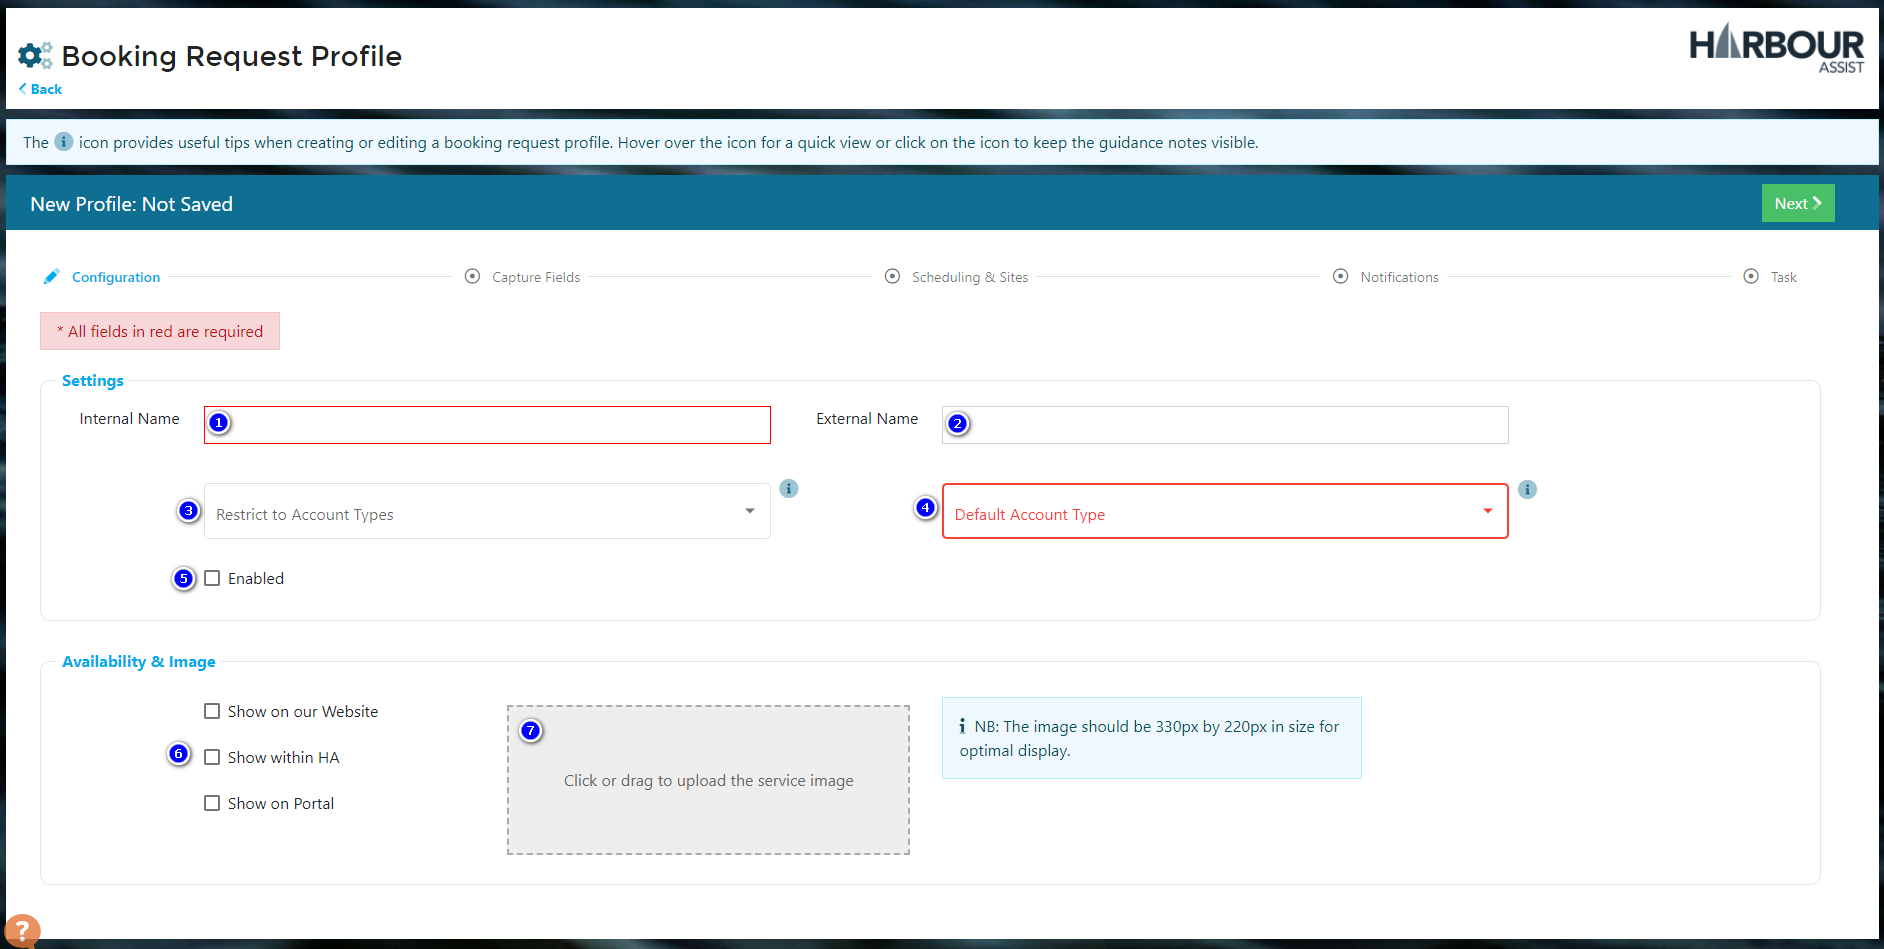 Booking Request Profile
HARBOUR
ASSIST
Back
The i icon provides useful tips when creating or editing a booking request profile. Hover over the icon for a quick view or click on the icon to keep the guidance notes visible.
New Profile: Not Saved
Next
Configuration
Capture Fields
Scheduling & Sites
Notifications
Task
* All fields in red are required
Settings
Internal Name
1
External Name
2
3
Restrict to Account Types
i
4
Default Account Type
i
5
Enabled
Availability & Image
Show on our Website
6
Show within HA
Show on Portal
7
Click or drag to upload the service image
i NB: The image should be 330px by 220px in size for
optimal display.
?